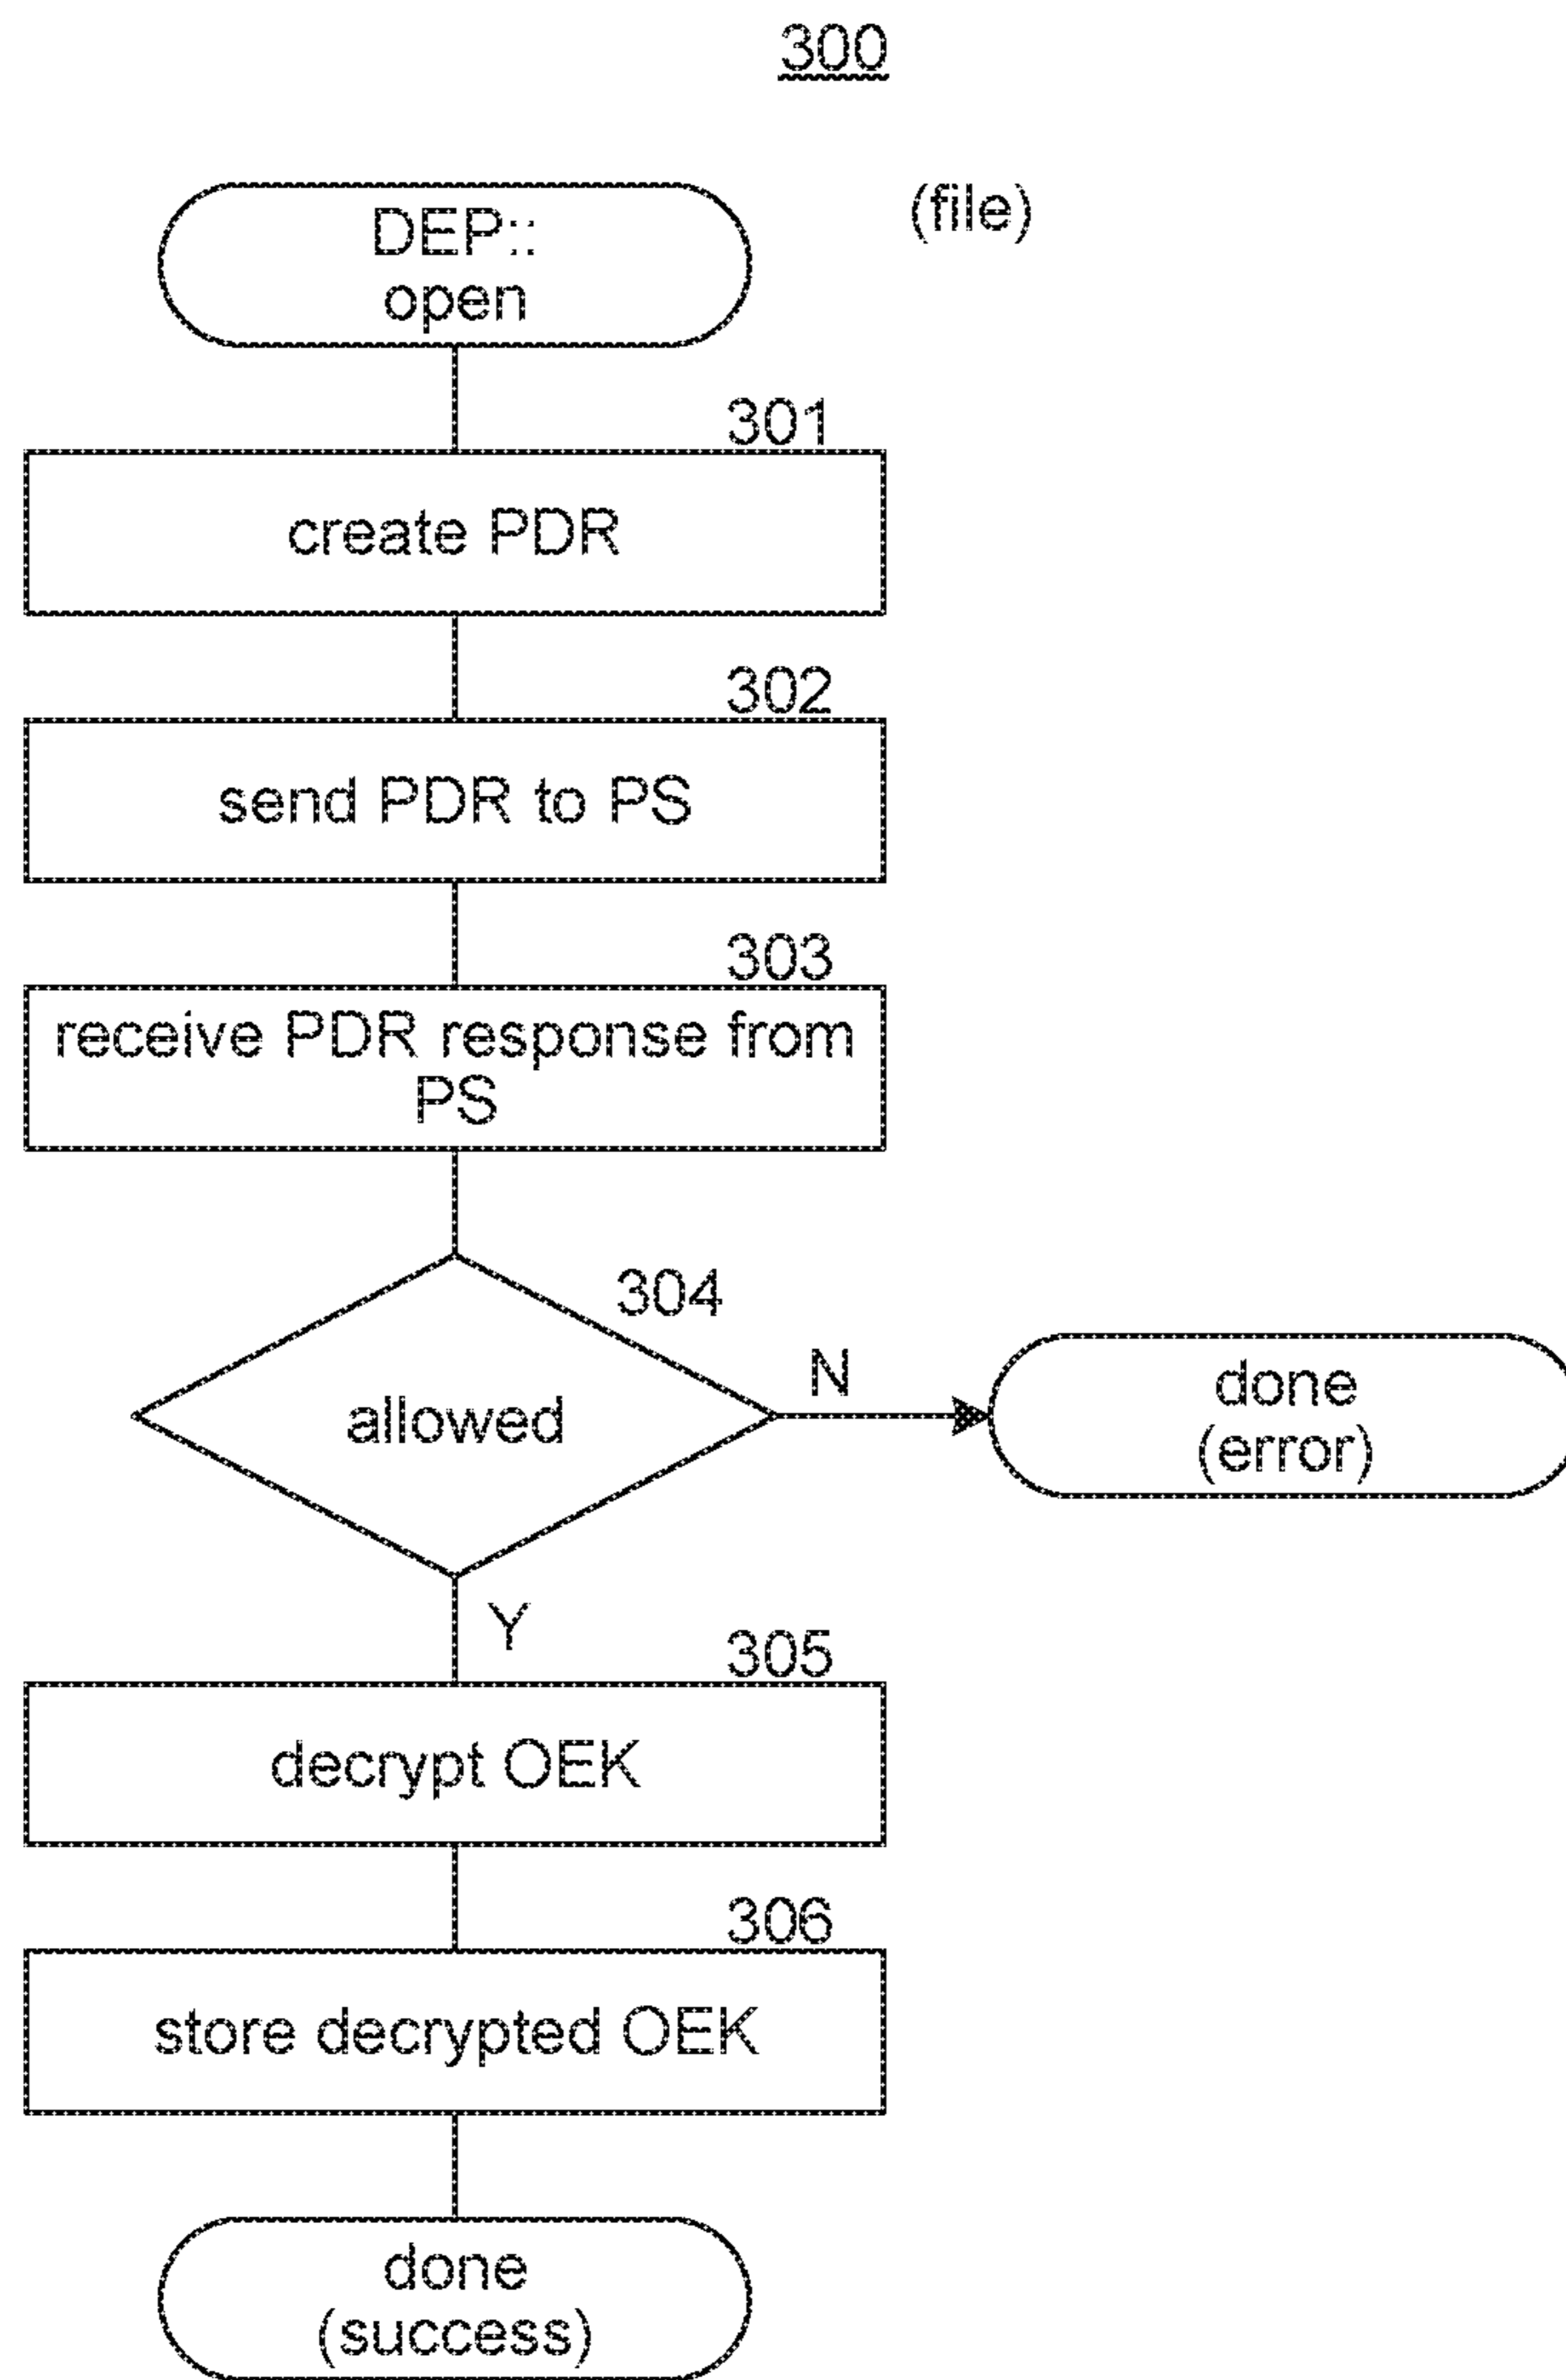 300
DEP::
open
(file)
301
create PDR
302
send PDR to PS
303
receive PDR response from
PS
304
allowed
N
done
(error)
Y
305
decrypt OEK
306
store decrypted OEK
done
(success)